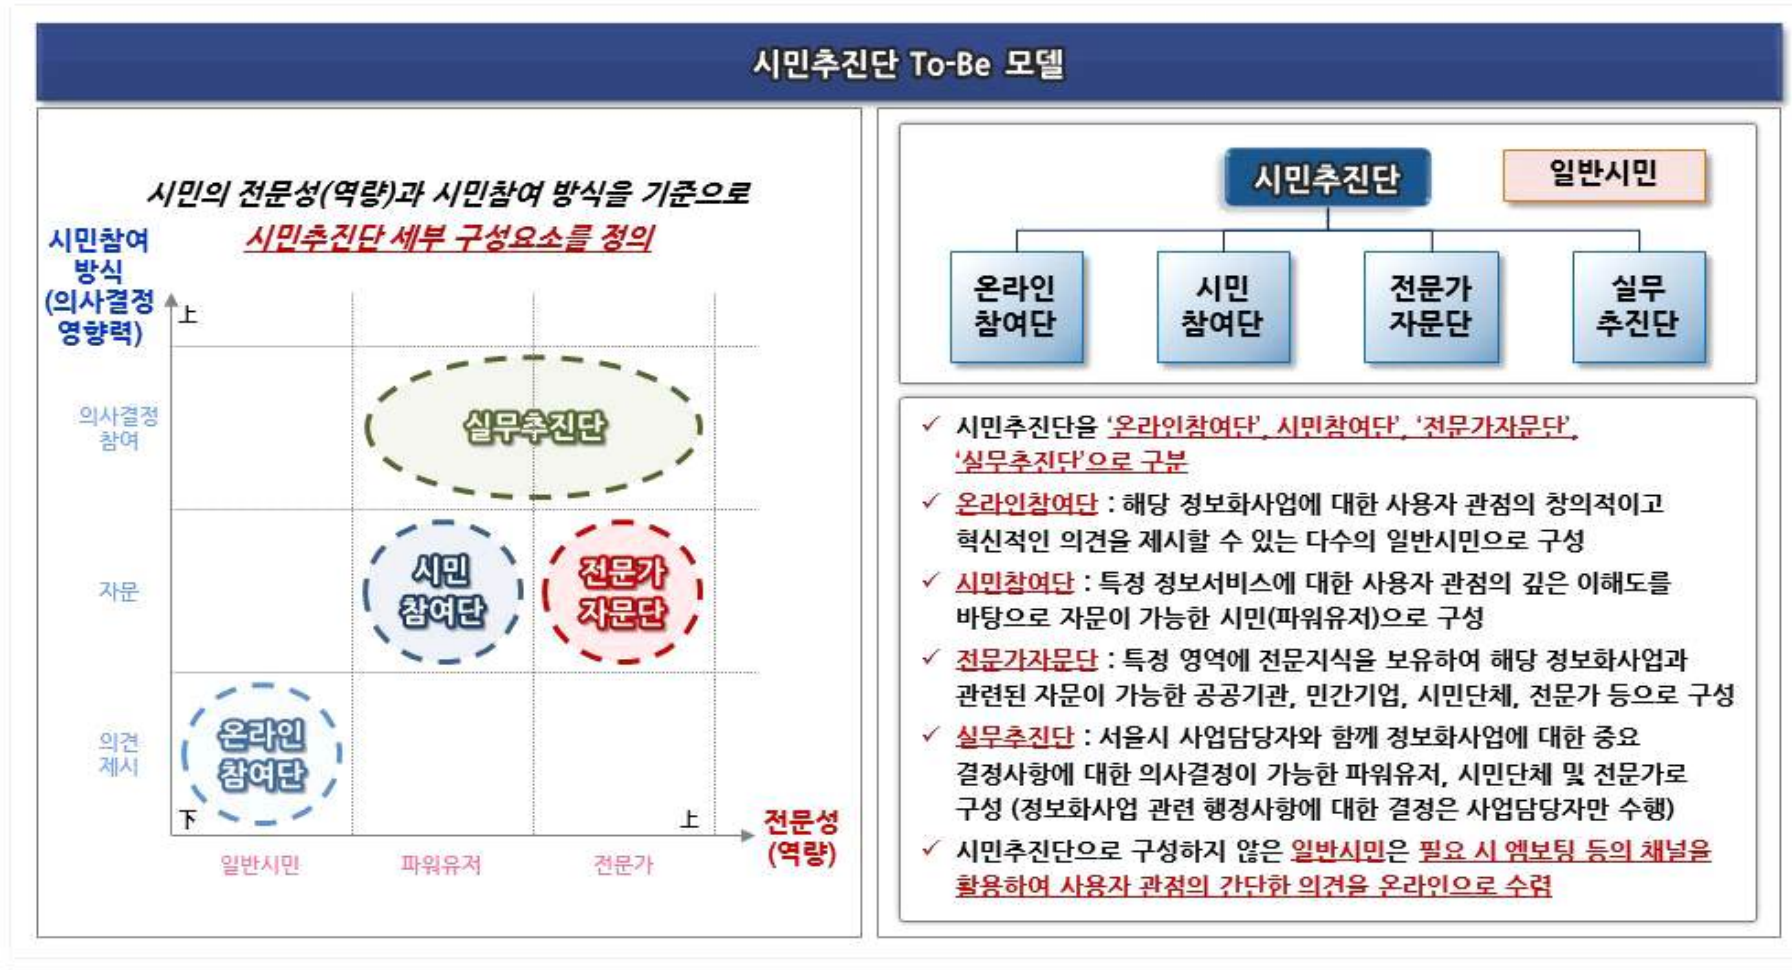 시민추진단 To-Be 모델
시민의 전문성(역량)과 시민참여 방식을 기준으로
시민추진단 세부 구성요소를 정의
시민참여
방식
(의사결정
영향력)
上
의사결정
참여
자문
의견
제시
실무추진단
시민
참여단
전문가
자문단
온라인
참여단
下
上
전문성
(역량)
일반시민
파워유저
전문가
시민추진단
일반시민
온라인
참여단
시민
참여단
전문가
자문단
실무
추진단
✓ 시민추진단을 ‘온라인참여단’, 시민참여단’, ‘전문가자문단’,
‘실무추진단’으로 구분
✓ 온라인참여단 : 해당 정보화사업에 대한 사용자 관점의 창의적이고
혁신적인 의견을 제시할 수 있는 다수의 일반시민으로 구성
✓ 시민참여단 : 특정 정보서비스에 대한 사용자 관점의 깊은 이해도를
바탕으로 자문이 가능한 시민(파워유저)으로 구성
✓ 전문가자문단 : 특정 영역에 전문지식을 보유하여 해당 정보화사업과
관련된 자문이 가능한 공공기관, 민간기업, 시민단체, 전문가 등으로 구성
✓ 실무추진단 : 서울시 사업담당자와 함께 정보화사업에 대한 중요
결정사항에 대한 의사결정이 가능한 파워유저, 시민단체 및 전문가로
구성 (정보화사업 관련 행정사항에 대한 결정은 사업담당자만 수행)
✓ 시민추진단으로 구성하지 않은 일반시민은 필요 시 엠보팅 등의 채널을
활용하여 사용자 관점의 간단한 의견을 온라인으로 수렴